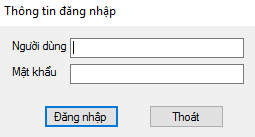 Thông tin đăng nhập
Người dùng
Mật khẩu
Đăng nhập Thoát